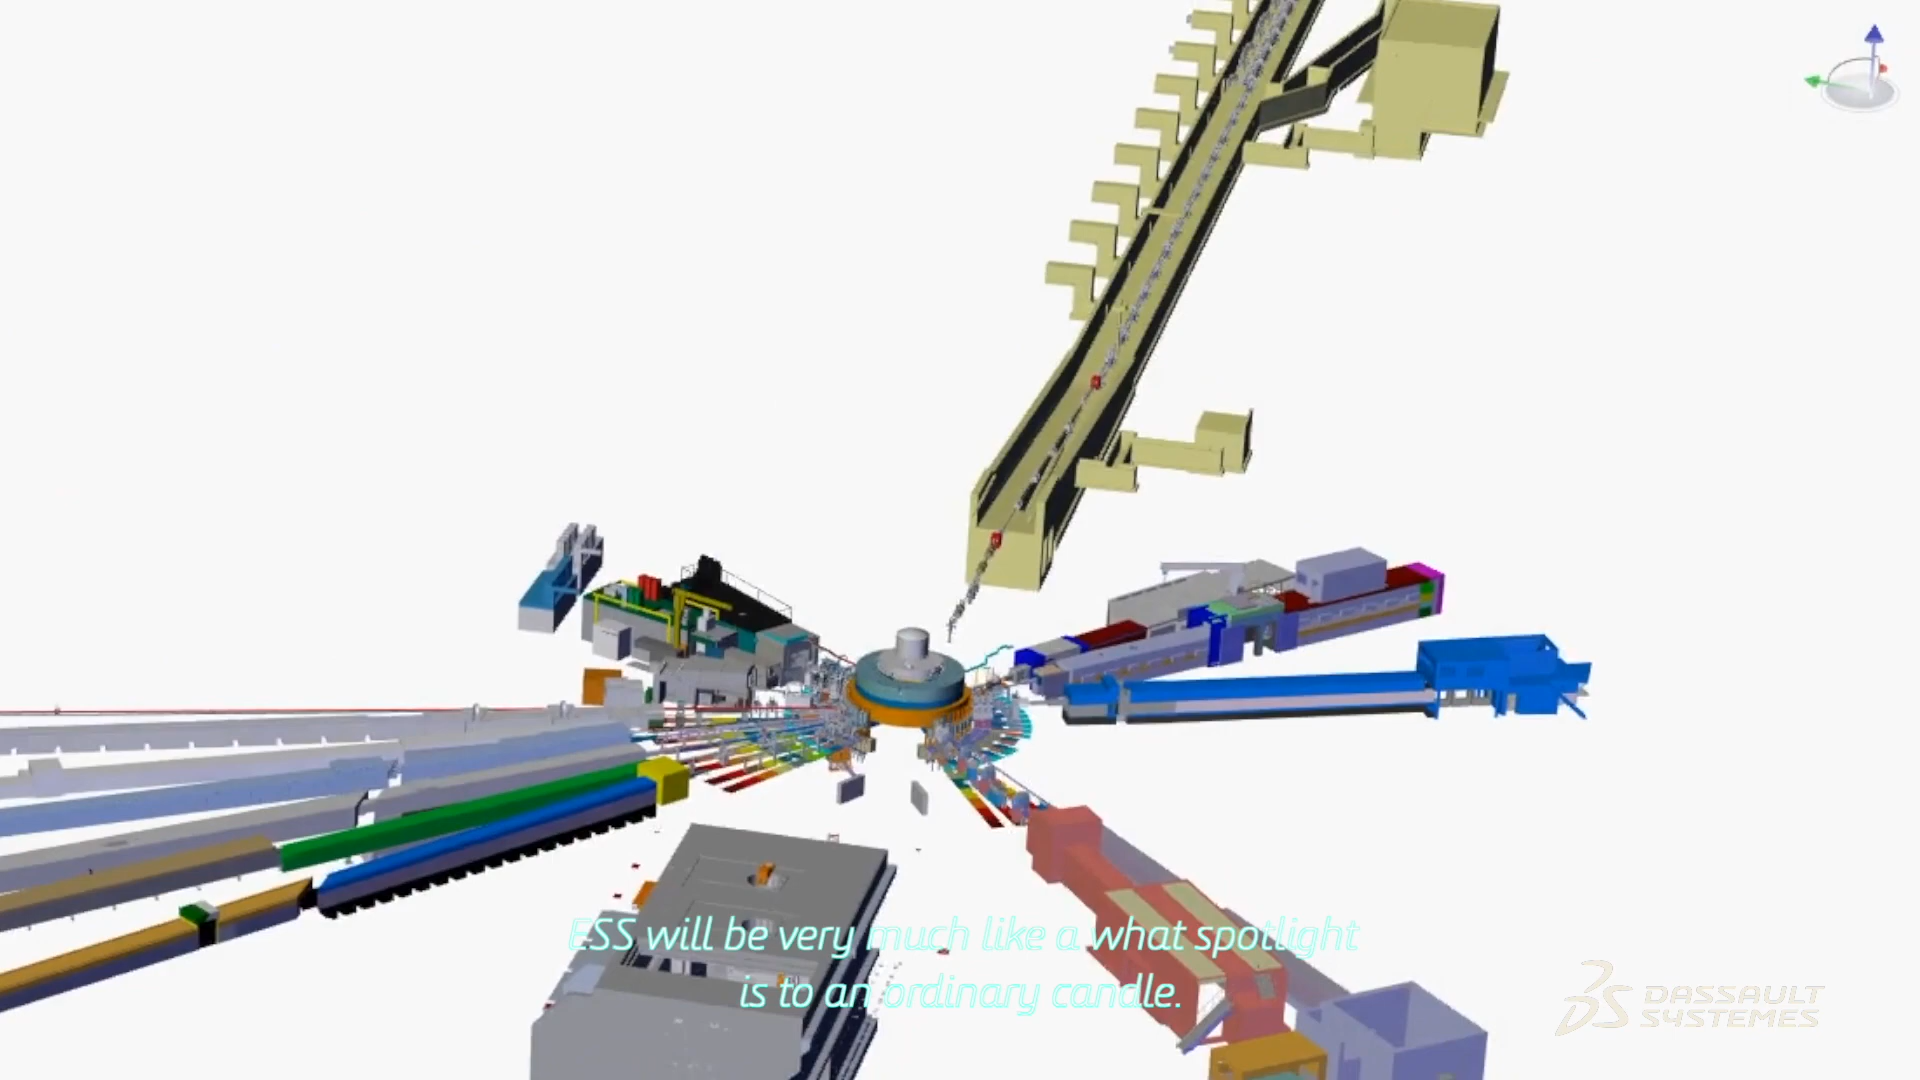 ESS will be very much like a what spotlight
is to an ordinary candle.
DASSAULT
SYSTEMES